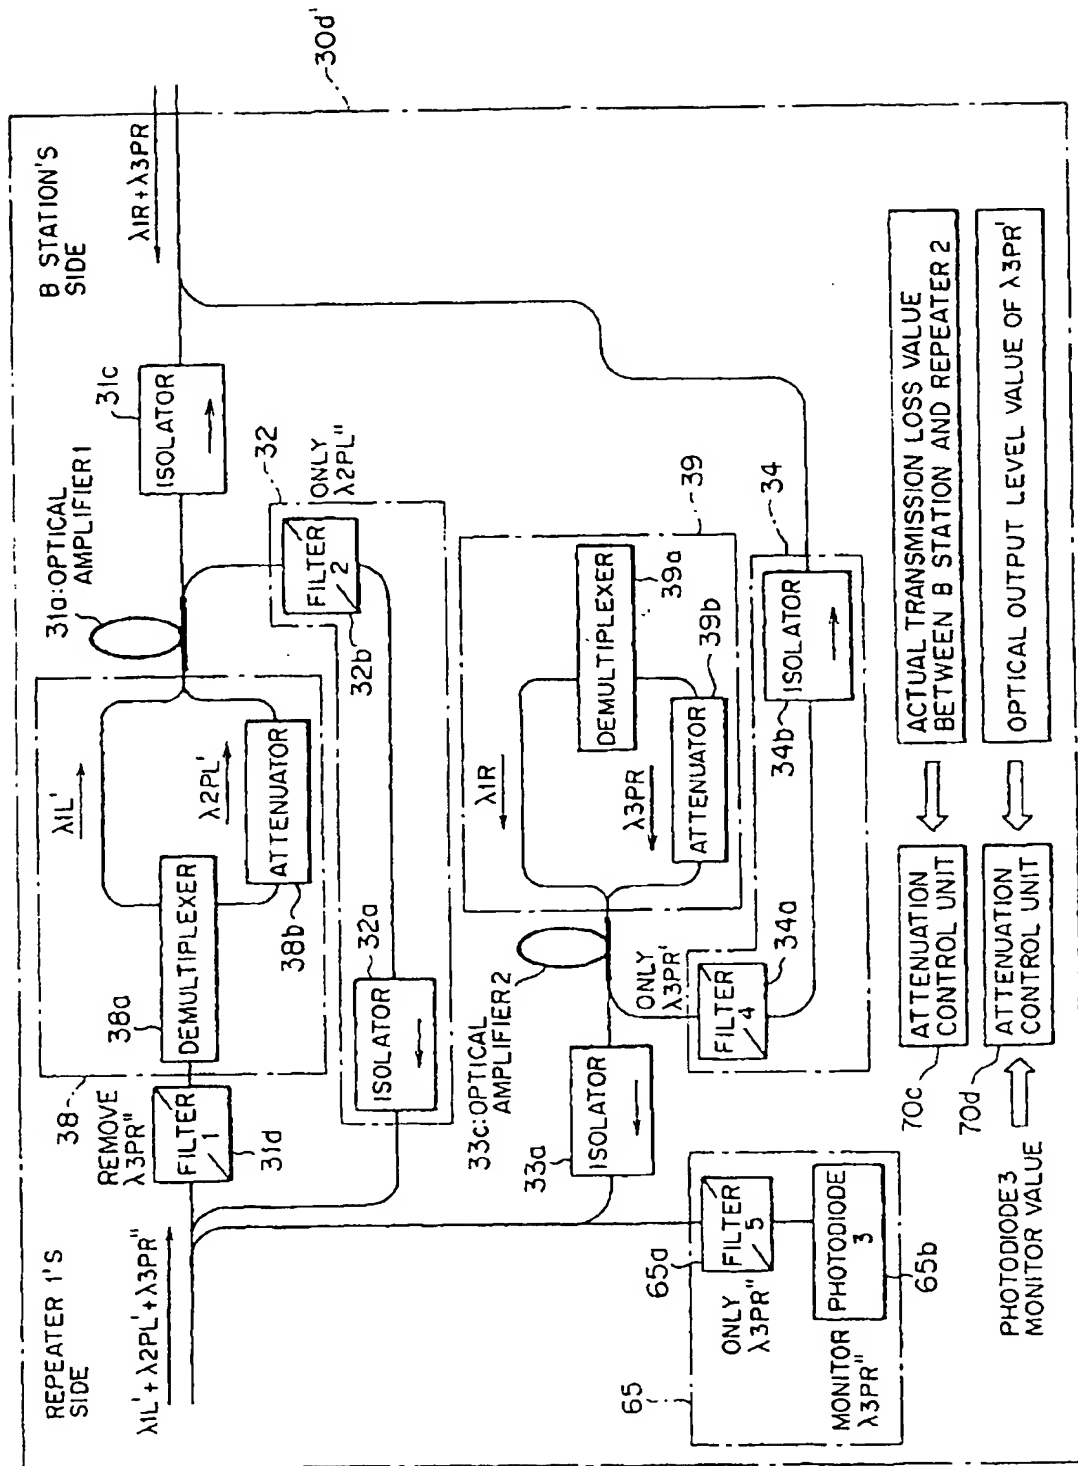 REPEATER 1'S
SIDE
B STATION'S
SIDE
30d'
λ1L'+λ2PL'+λ3PR"
λ1R+λ3PR
REMOVE
λ3PR"
FILTER
1
31d
38
38a
DEMULTIPLEXER
λ1L'
λ2PL'
ATTENUATOR
38b
31a:OPTICAL
AMPLIFIER1
31c
ISOLATOR
32
ONLY
λ2PL"
FILTER
2
32b
32a
ISOLATOR
33c:OPTICAL
AMPLIFIER2
33a
ISOLATOR
39
λ1R
DEMULTIPLEXER
39a
λ3PR
ATTENUATOR
39b
34
ONLY
λ3PR'
FILTER
4
34a
ISOLATOR
34b
65
65a
FILTER
5
ONLY
λ3PR"
PHOTODIODE
3
65b
MONITOR
λ3PR"
70c
ATTENUATION
CONTROL UNIT
ACTUAL TRANSMISSION LOSS VALUE
BETWEEN B STATION AND REPEATER 2
70d
ATTENUATION
CONTROL UNIT
OPTICAL OUTPUT LEVEL VALUE OF λ3PR'
PHOTODIODE3
MONITOR VALUE